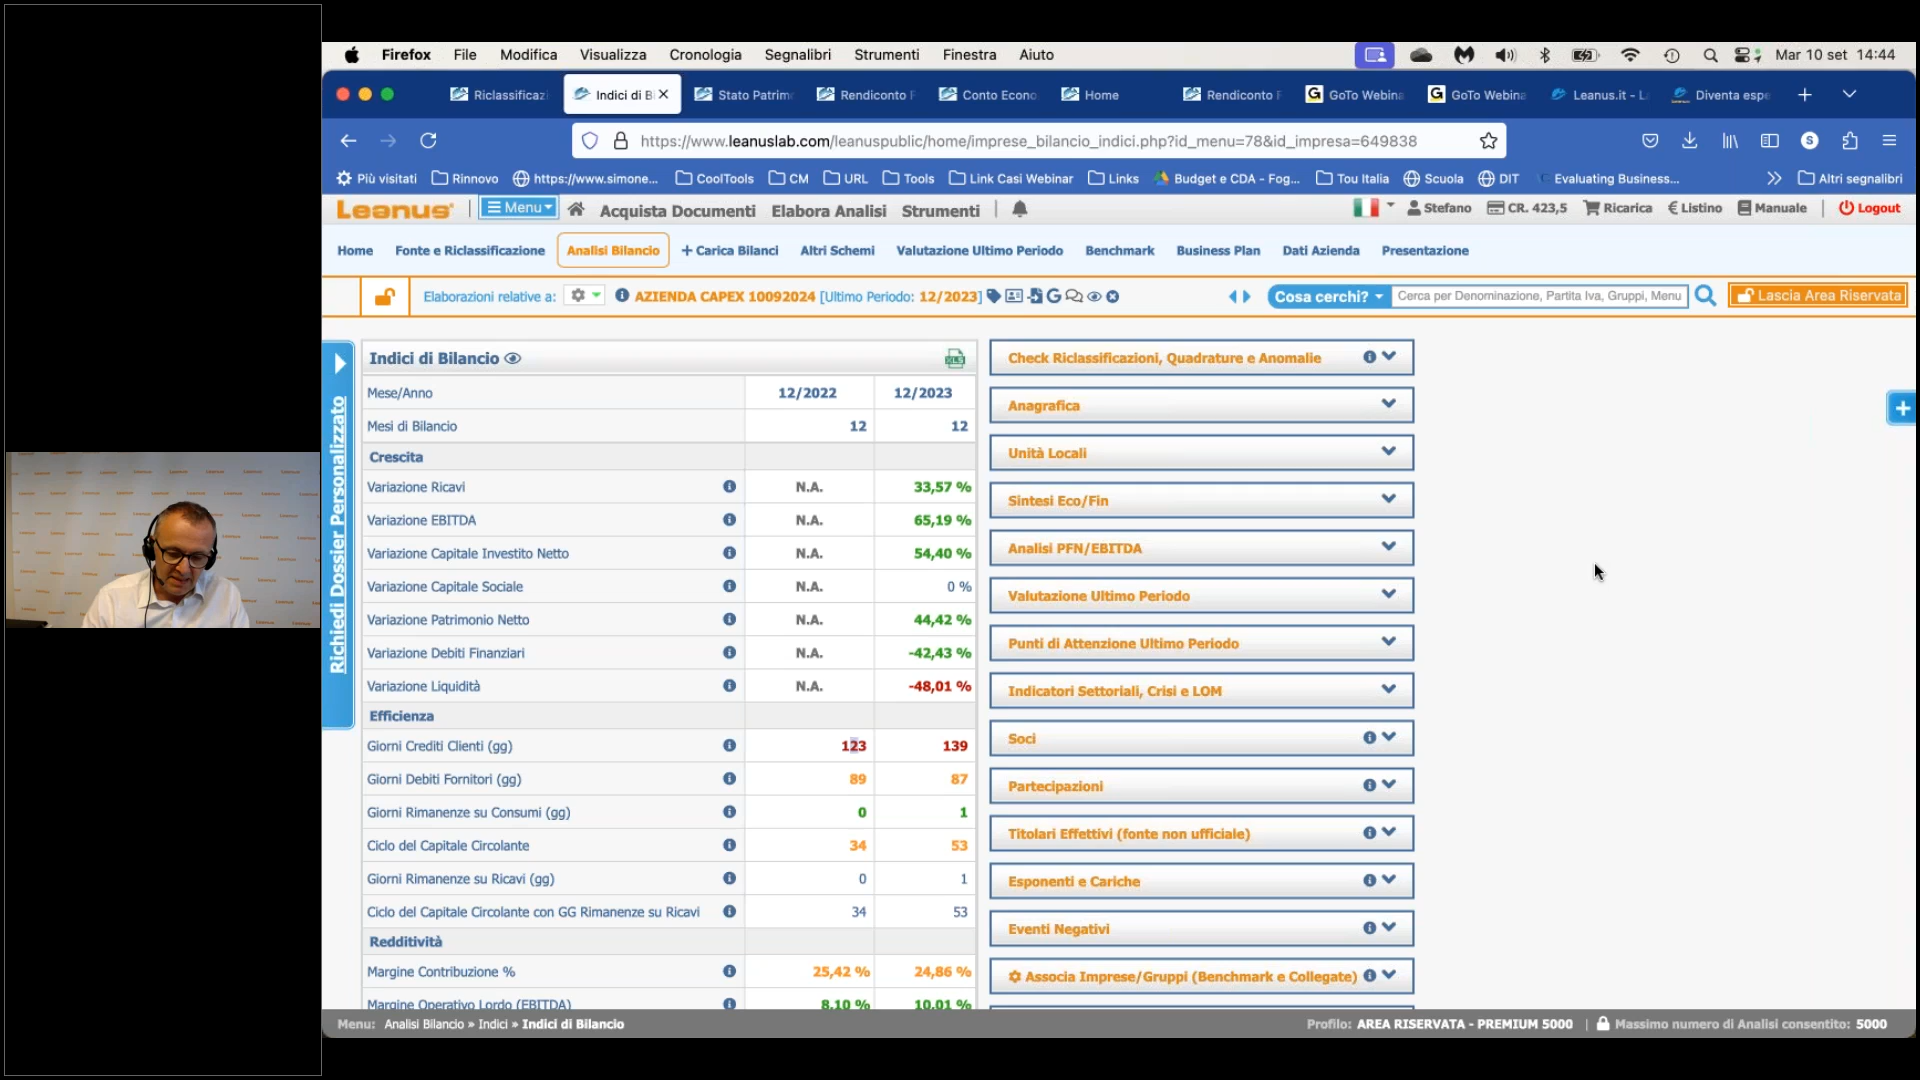 Firefox File Modifica Visualizza Cronologia Segnalibri Strumenti Finestra Aiuto Mar 10 set 14:44
Riclassificaz Indici di Bi Stato Patrim Rendiconto F Conto Econo Home Rendiconto F GoTo Webina GoTo Webina Leanus.it - L Diventa espe
https://www.leanuslab.com/leanuspublic/home/imprese_bilancio_indici.php?id_menu=78&id_impresa=649838
Più visitati Rinnovo https://www.simone... CoolTools CM URL Tools Link Casi Webinar Links Budget e CDA - Fog... Tou Italia Scuola DIT Evaluating Business... Altri segnalibri
Leanus Menu Acquista Documenti Elabora Analisi Strumenti Stefano CR. 423,5 Ricarica € Listino Manuale Logout
Home Fonte e Riclassificazione Analisi Bilancio + Carica Bilanci Altri Schemi Valutazione Ultimo Periodo Benchmark Business Plan Dati Azienda Presentazione
Elaborazioni relative a: AZIENDA CAPEX 10092024 [Ultimo Periodo: 12/2023] Cosa cerchi? Cerca per Denominazione, Partita Iva, Gruppi, Menu Lascia Area Riservata
Richiedi Dossier Personalizzato
Indici di Bilancio XLS
Mese/Anno 12/2022 12/2023
Mesi di Bilancio 12 12
Crescita
Variazione Ricavi N.A. 33,57 %
Variazione EBITDA N.A. 65,19 %
Variazione Capitale Investito Netto N.A. 54,40 %
Variazione Capitale Sociale N.A. 0 %
Variazione Patrimonio Netto N.A. 44,42 %
Variazione Debiti Finanziari N.A. -42,43 %
Variazione Liquidità N.A. -48,01 %
Efficienza
Giorni Crediti Clienti (gg) 123 139
Giorni Debiti Fornitori (gg) 89 87
Giorni Rimanenze su Consumi (gg) 0 1
Ciclo del Capitale Circolante 34 53
Giorni Rimanenze su Ricavi (gg) 0 1
Ciclo del Capitale Circolante con GG Rimanenze su Ricavi 34 53
Redditività
Margine Contribuzione % 25,42 % 24,86 %
Margine Operativo Lordo (EBITDA) 8,10 % 10,01 %
Check Riclassificazioni, Quadrature e Anomalie
Anagrafica
Unità Locali
Sintesi Eco/Fin
Analisi PFN/EBITDA
Valutazione Ultimo Periodo
Punti di Attenzione Ultimo Periodo
Indicatori Settoriali, Crisi e LOM
Soci
Partecipazioni
Titolari Effettivi (fonte non ufficiale)
Esponenti e Cariche
Eventi Negativi
Associa Imprese/Gruppi (Benchmark e Collegate)
Menu: Analisi Bilancio » Indici » Indici di Bilancio Profilo: AREA RISERVATA - PREMIUM 5000 | Massimo numero di Analisi consentito: 5000